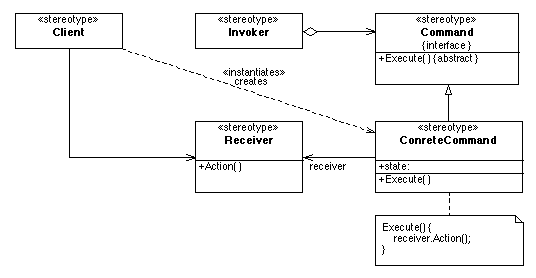 «stereotype»
Client
«stereotype»
Invoker
«stereotype»
Command
{interface}
+Execute( ) {abstract}
«instantiates»
creates
«stereotype»
Receiver
+Action( )
receiver
«stereotype»
ConreteCommand
+state:
+Execute( )
Execute() {
receiver.Action();
}